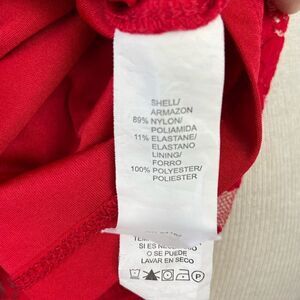 SHELL/
ARMAZON
89% NYLON/
POLIAMIDA
11% ELASTANE/
ELASTANO
LINING/
FORRO
100% POLYESTER/
POLIESTER
SI ES NECESARIO
O SE PUEDE
LAVAR EN SECO